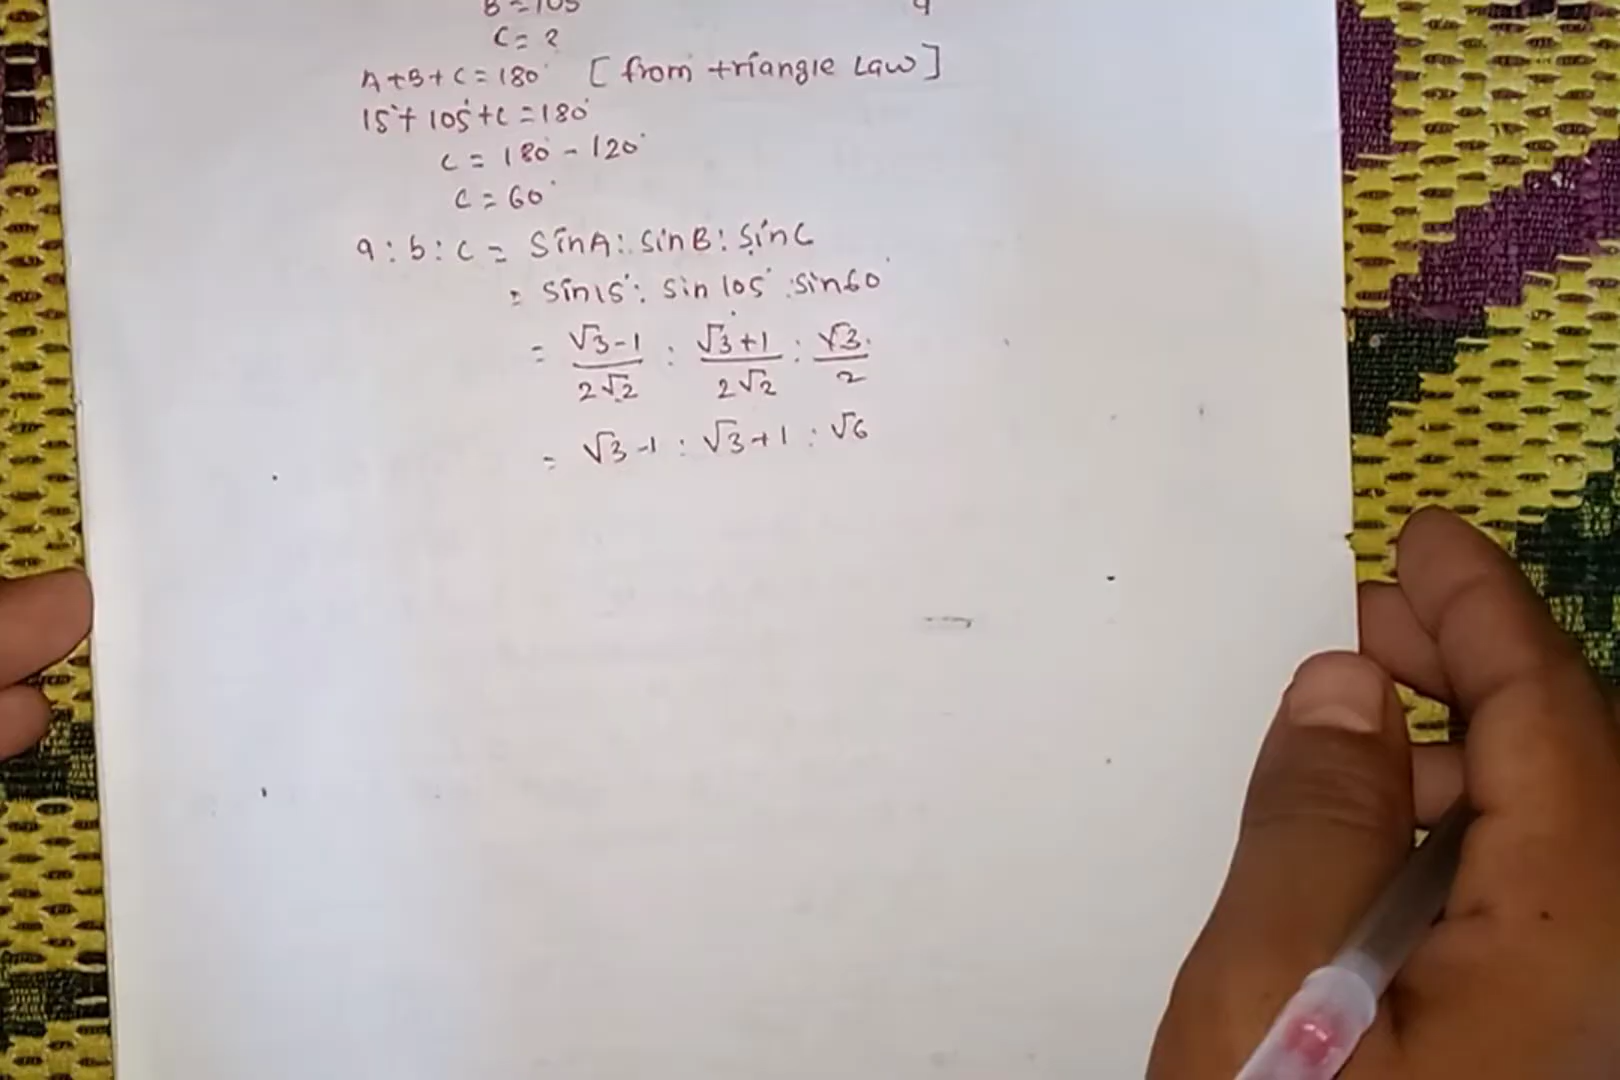 B = 105
C = ?
A + B + C = 180° [ from triangle Law ]
15° + 105° + C = 180°
C = 180° - 120°
C = 60°
a : b : c = sinA : sinB : sinC
= sin15° : sin105° : sin60°
= √3-1/2√2 : √3+1/2√2 : √3/2
= √3-1 : √3+1 : √6